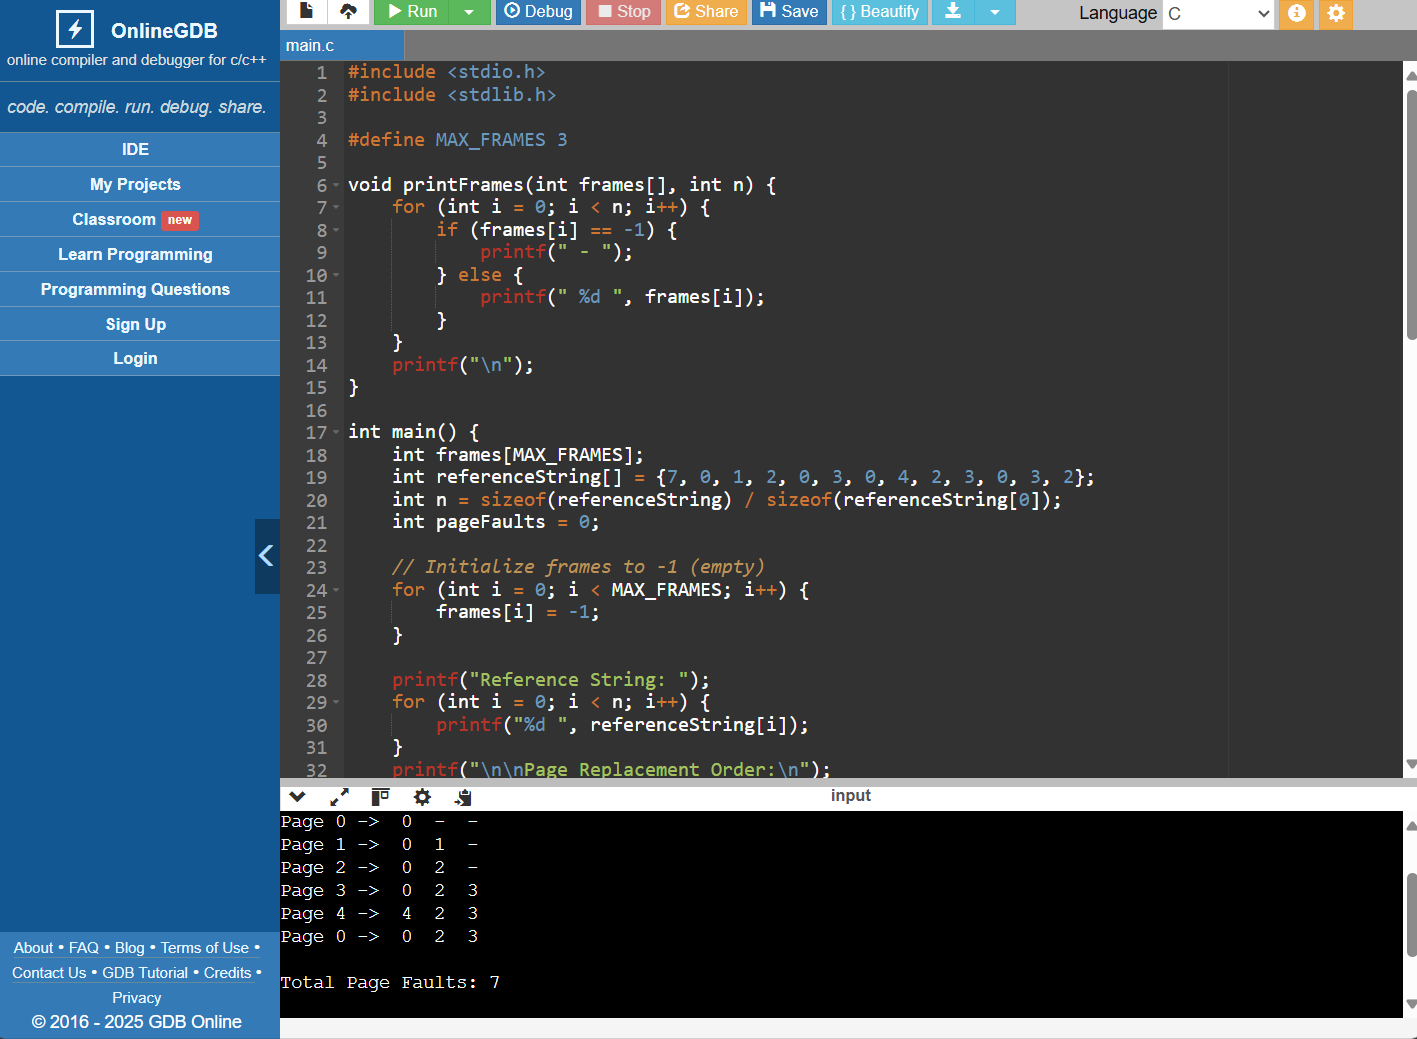 OnlineGDB
online compiler and debugger for c/c++
code. compile. run. debug. share.
IDE
My Projects
Classroom new
Learn Programming
Programming Questions
Sign Up
Login
About • FAQ • Blog • Terms of Use •
Contact Us • GDB Tutorial • Credits •
Privacy
© 2016 - 2025 GDB Online
Run Debug Stop Share Save { } Beautify Language C
main.c
1 #include <stdio.h>
2 #include <stdlib.h>
3
4 #define MAX_FRAMES 3
5
6 void printFrames(int frames[], int n) {
7     for (int i = 0; i < n; i++) {
8         if (frames[i] == -1) {
9             printf(" - ");
10         } else {
11             printf(" %d ", frames[i]);
12         }
13     }
14     printf("\n");
15 }
16
17 int main() {
18     int frames[MAX_FRAMES];
19     int referenceString[] = {7, 0, 1, 2, 0, 3, 0, 4, 2, 3, 0, 3, 2};
20     int n = sizeof(referenceString) / sizeof(referenceString[0]);
21     int pageFaults = 0;
22
23     // Initialize frames to -1 (empty)
24     for (int i = 0; i < MAX_FRAMES; i++) {
25         frames[i] = -1;
26     }
27
28     printf("Reference String: ");
29     for (int i = 0; i < n; i++) {
30         printf("%d ", referenceString[i]);
31     }
32     printf("\n\nPage Replacement Order:\n");
input
Page 0 ->  0  -  -
Page 1 ->  0  1  -
Page 2 ->  0  2  -
Page 3 ->  0  2  3
Page 4 ->  4  2  3
Page 0 ->  0  2  3
Total Page Faults: 7